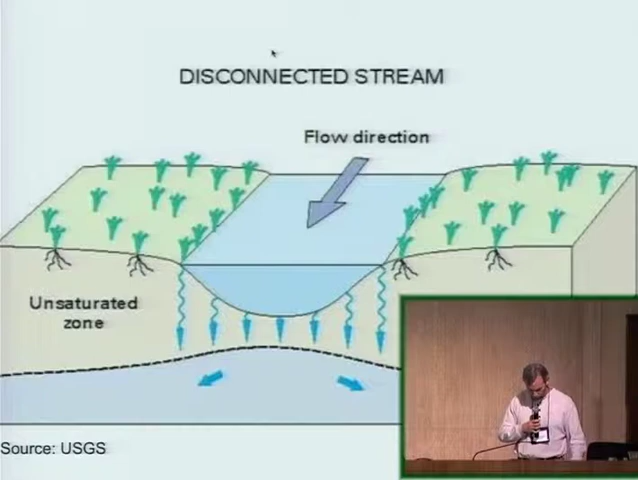 DISCONNECTED STREAM
Flow direction
Unsaturated
zone
Source: USGS